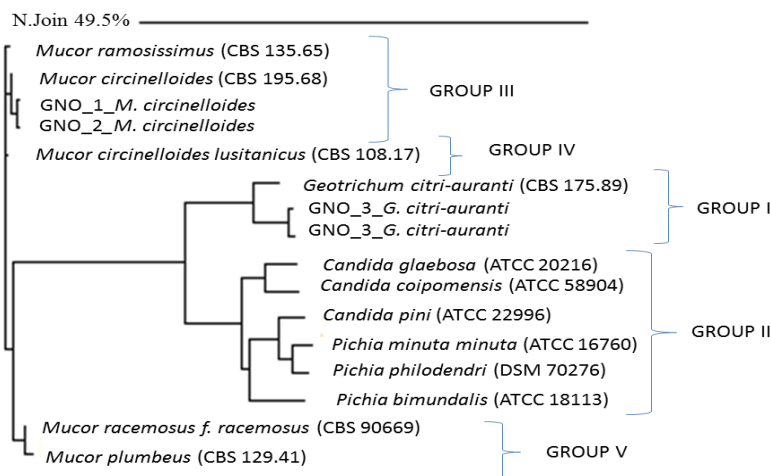 N.Join 49.5%
Mucor ramosissimus (CBS 135.65)
Mucor circinelloides (CBS 195.68)
GNO_1_M. circinelloides
GNO_2_M. circinelloides
GROUP III
Mucor circinelloides lusitanicus (CBS 108.17)
GROUP IV
Geotrichum citri-auranti (CBS 175.89)
GNO_3_G. citri-auranti
GNO_3_G. citri-auranti
GROUP I
Candida glaebosa (ATCC 20216)
Candida coipomensis (ATCC 58904)
Candida pini (ATCC 22996)
Pichia minuta minuta (ATCC 16760)
Pichia philodendri (DSM 70276)
Pichia bimundalis (ATCC 18113)
GROUP II
Mucor racemosus f. racemosus (CBS 90669)
Mucor plumbeus (CBS 129.41)
GROUP V